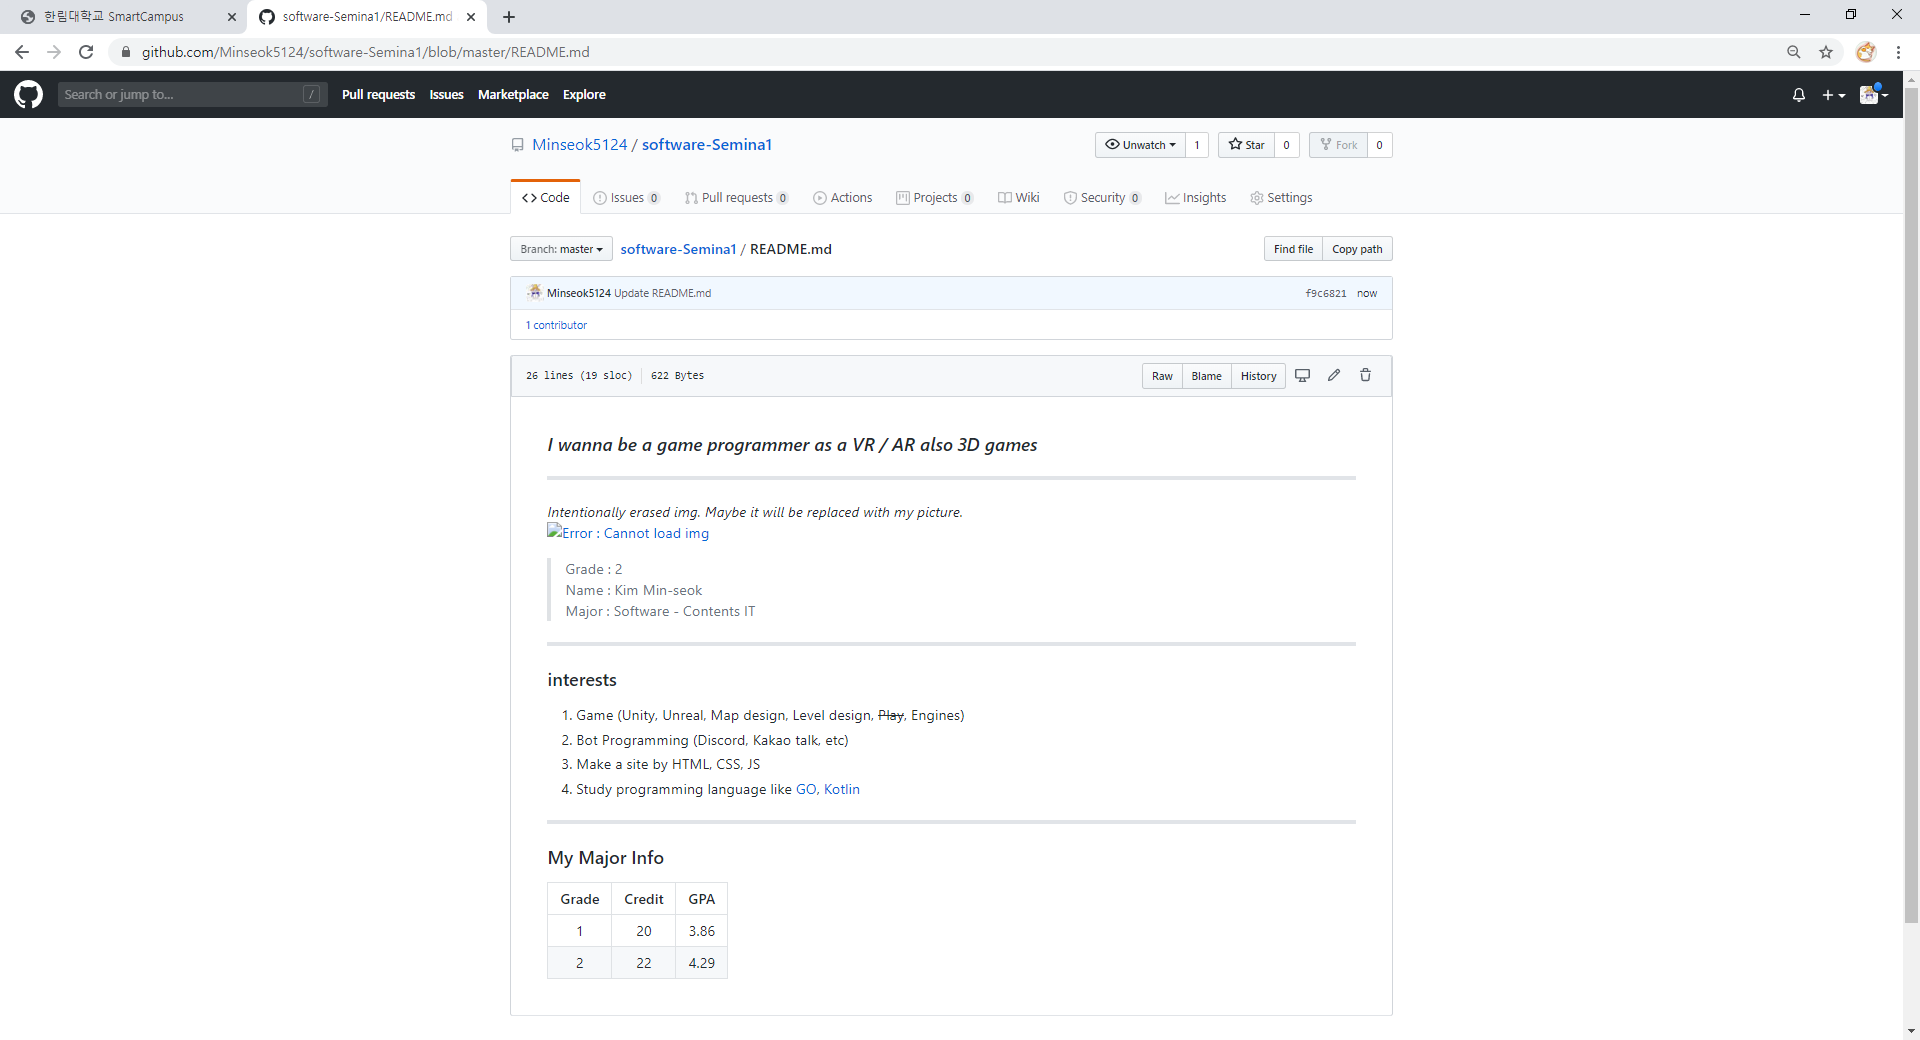 한림대학교 SmartCampus
software-Semina1/README.md
github.com/Minseok5124/software-Semina1/blob/master/README.md
Search or jump to... /
Pull requests Issues Marketplace Explore
Minseok5124 / software-Semina1
Unwatch 1 Star 0 Fork 0
Code Issues 0 Pull requests 0 Actions Projects 0 Wiki Security 0 Insights Settings
Branch: master software-Semina1 / README.md Find file Copy path
Minseok5124 Update README.md f9c6821 now
1 contributor
26 lines (19 sloc) 622 Bytes Raw Blame History
I wanna be a game programmer as a VR / AR also 3D games
Intentionally erased img. Maybe it will be replaced with my picture.
Error : Cannot load img
Grade : 2
Name : Kim Min-seok
Major : Software - Contents IT
interests
1. Game (Unity, Unreal, Map design, Level design, Play, Engines)
2. Bot Programming (Discord, Kakao talk, etc)
3. Make a site by HTML, CSS, JS
4. Study programming language like GO, Kotlin
My Major Info
Grade Credit GPA
1 20 3.86
2 22 4.29